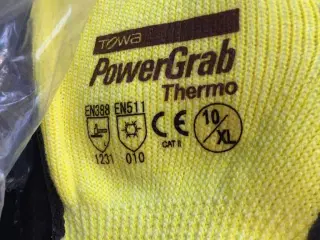 TOWA
PowerGrab
Thermo
EN388 EN511
1231 010
CE
CAT II
10/XL